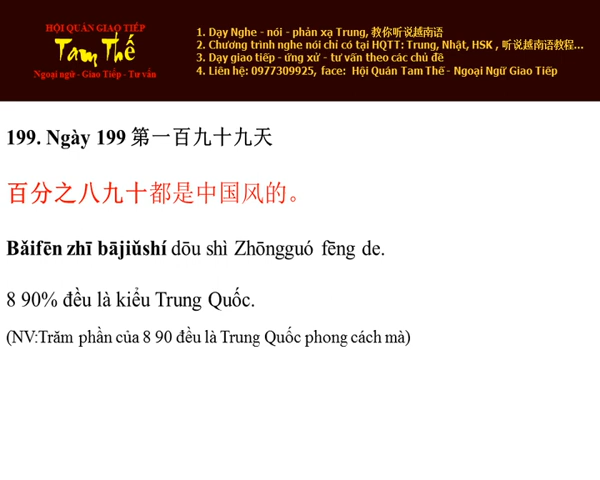 HỘI QUÁN GIAO TIẾP
Tam Thế
Ngoại ngữ - Giao Tiếp - Tư vấn
1. Dạy Nghe - nói - phản xạ Trung, 教你听说越南语
2. Chương trình nghe nói chỉ có tại HQTT: Trung, Nhật, HSK , 听说越南语教程...
3. Dạy giao tiếp - ứng xử - tư vấn theo các chủ đề
4. Liên hệ: 0977309925, face: Hội Quán Tam Thế - Ngoại Ngữ Giao Tiếp
199. Ngày 199 第一百九十九天
百分之八九十都是中国风的。
Bǎifēn zhī bājiǔshí dōu shì Zhōngguó fēng de.
8 90% đều là kiểu Trung Quốc.
(NV:Trăm phần của 8 90 đều là Trung Quốc phong cách mà)